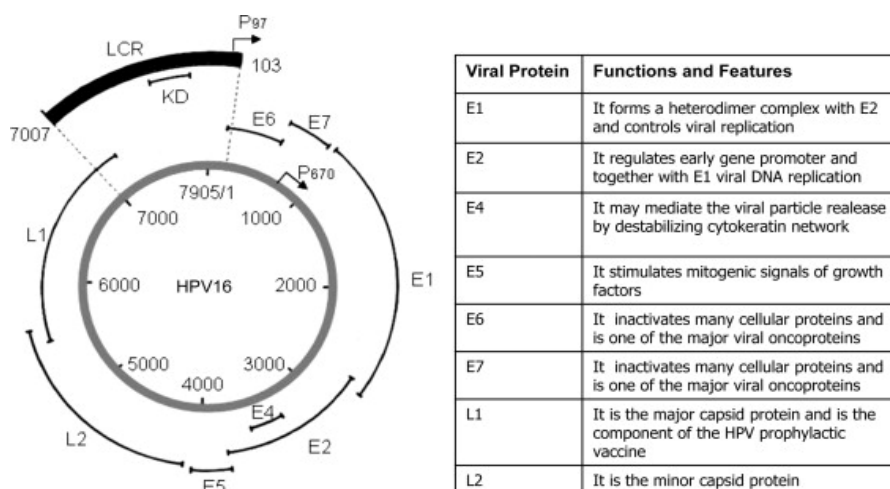 P97
LCR
103
KD
7007
E6
E7
P670
7905/1
7000
1000
L1
6000
HPV16
2000
E1
5000
3000
4000
E4
L2
E2
E5
Viral Protein Functions and Features
E1 It forms a heterodimer complex with E2
and controls viral replication
E2 It regulates early gene promoter and
together with E1 viral DNA replication
E4 It may mediate the viral particle realease
by destabilizing cytokeratin network
E5 It stimulates mitogenic signals of growth
factors
E6 It inactivates many cellular proteins and
is one of the major viral oncoproteins
E7 It inactivates many cellular proteins and
is one of the major viral oncoproteins
L1 It is the major capsid protein and is the
component of the HPV prophylactic
vaccine
L2 It is the minor capsid protein